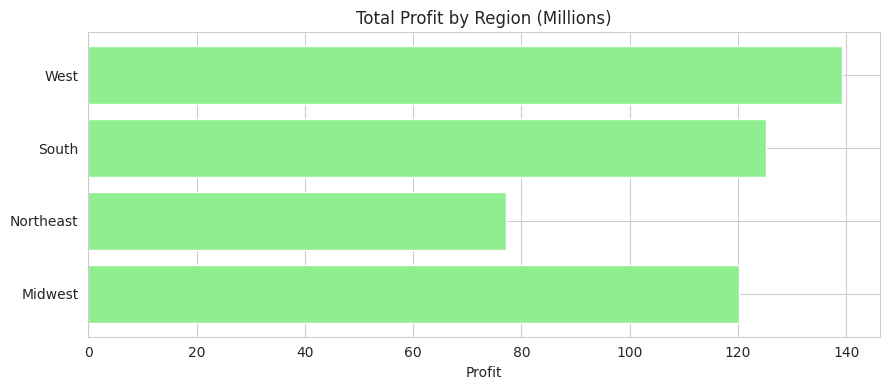 Total Profit by Region (Millions)
West
South
Northeast
Midwest
0 20 40 60 80 100 120 140
Profit